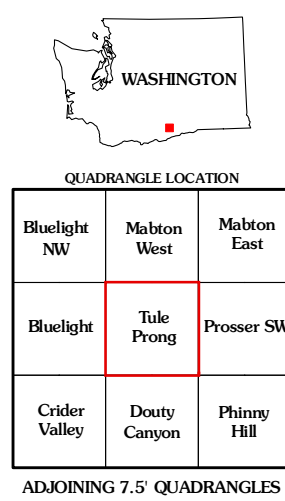 WASHINGTON
QUADRANGLE LOCATION
Bluelight
NW
Mabton
West
Mabton
East
Bluelight
Tule
Prong
Prosser SW
Crider
Valley
Douty
Canyon
Phinny
Hill
ADJOINING 7.5' QUADRANGLES